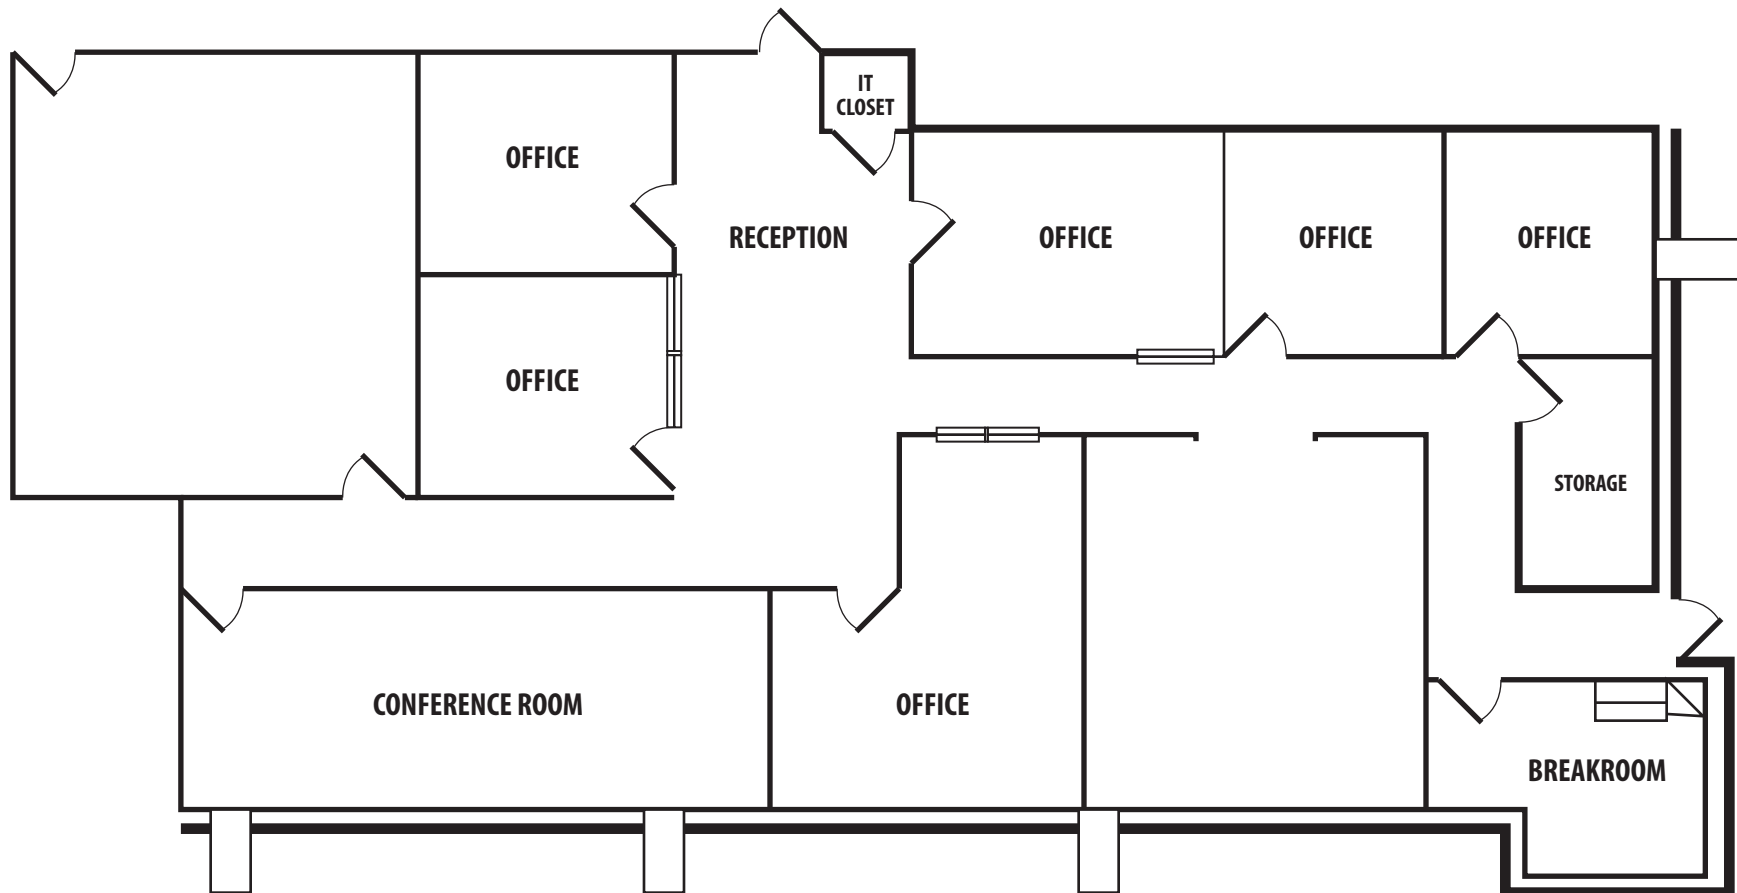 IT
CLOSET
OFFICE
RECEPTION
OFFICE
OFFICE
OFFICE
OFFICE
STORAGE
CONFERENCE ROOM
OFFICE
BREAKROOM